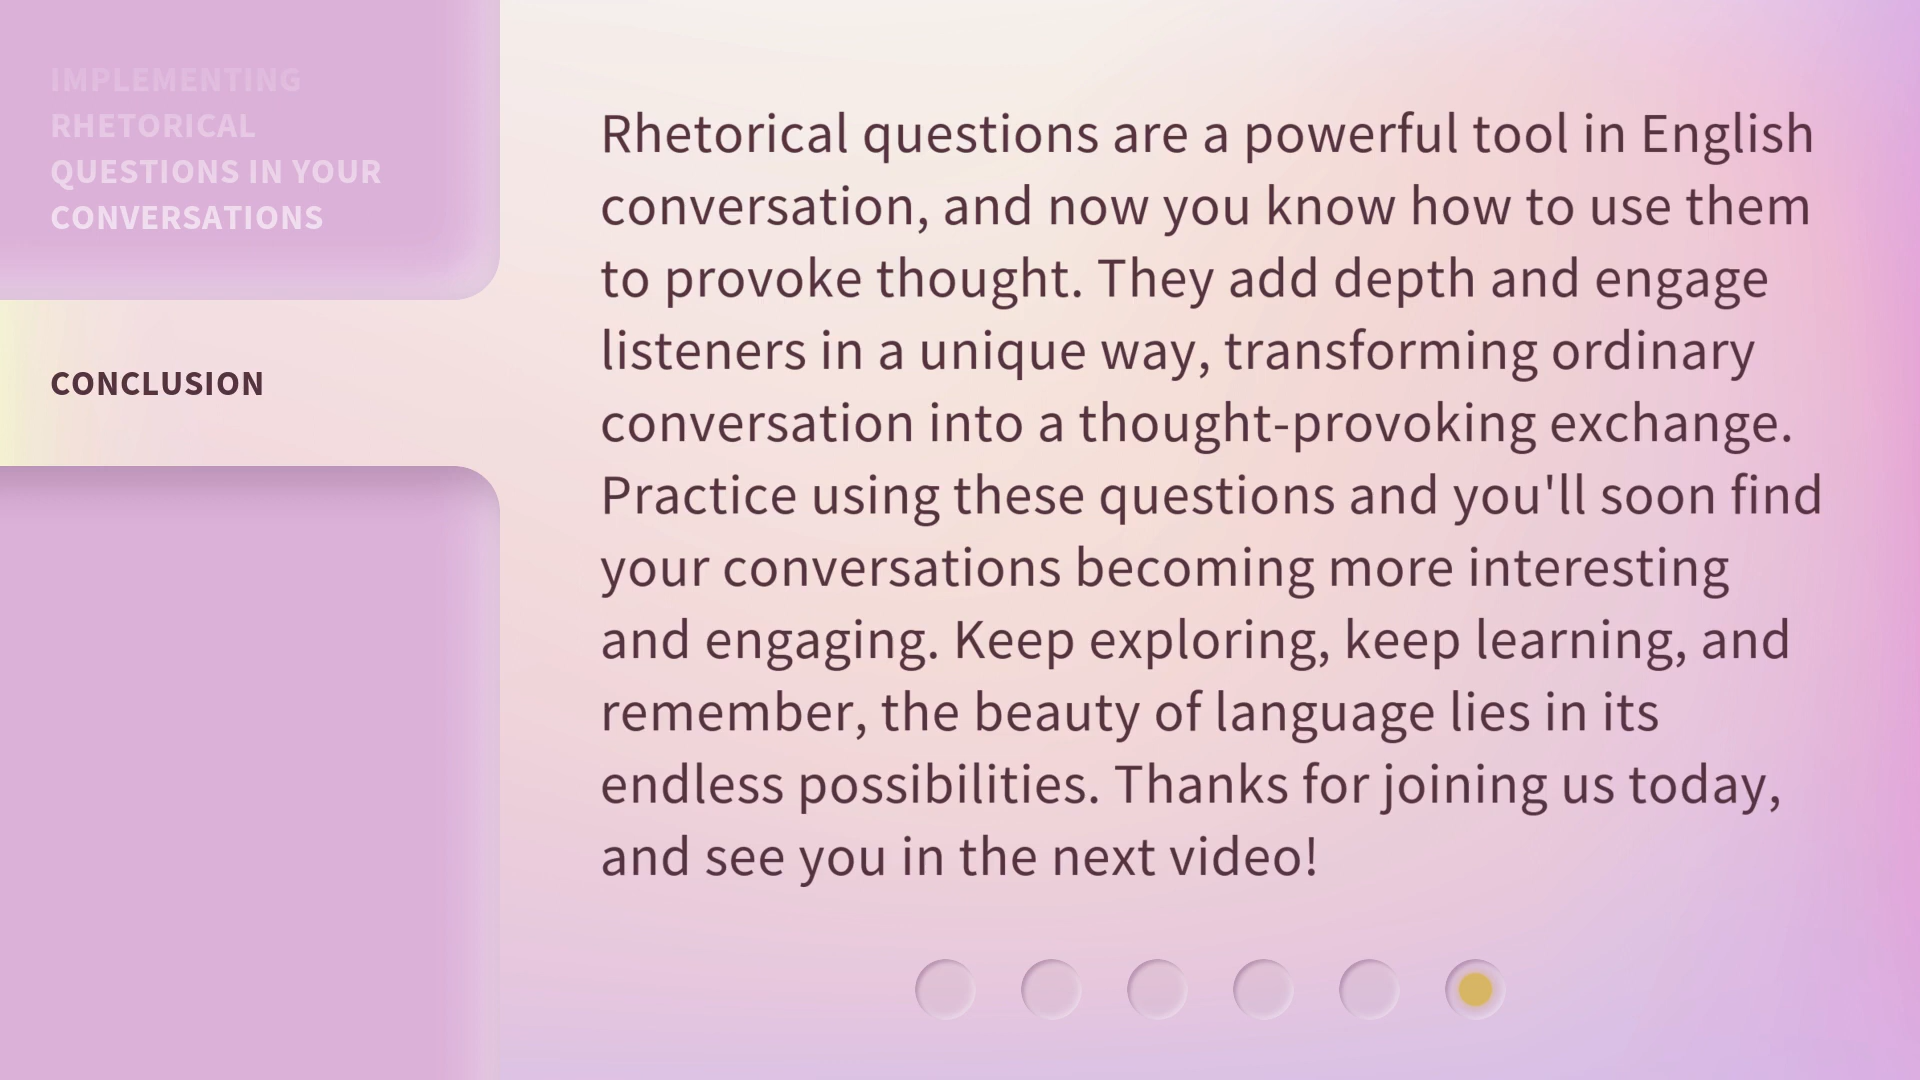 IMPLEMENTING
RHETORICAL
QUESTIONS IN YOUR
CONVERSATIONS
CONCLUSION
Rhetorical questions are a powerful tool in English
conversation, and now you know how to use them
to provoke thought. They add depth and engage
listeners in a unique way, transforming ordinary
conversation into a thought-provoking exchange.
Practice using these questions and you'll soon find
your conversations becoming more interesting
and engaging. Keep exploring, keep learning, and
remember, the beauty of language lies in its
endless possibilities. Thanks for joining us today,
and see you in the next video!